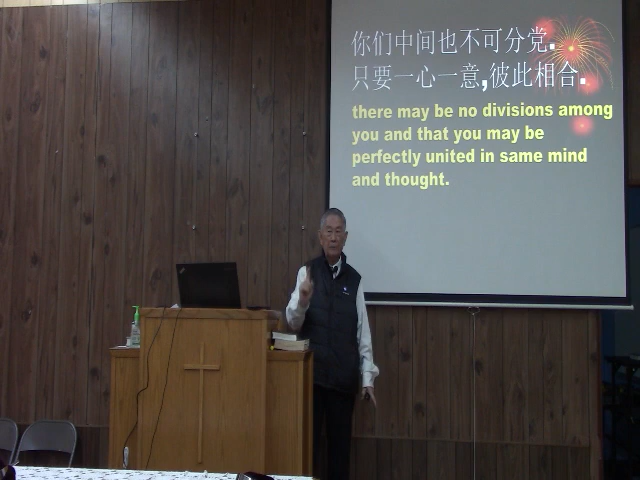 你们中间也不可分党.
只要一心一意,彼此相合.
there may be no divisions among
you and that you may be
perfectly united in same mind
and thought.